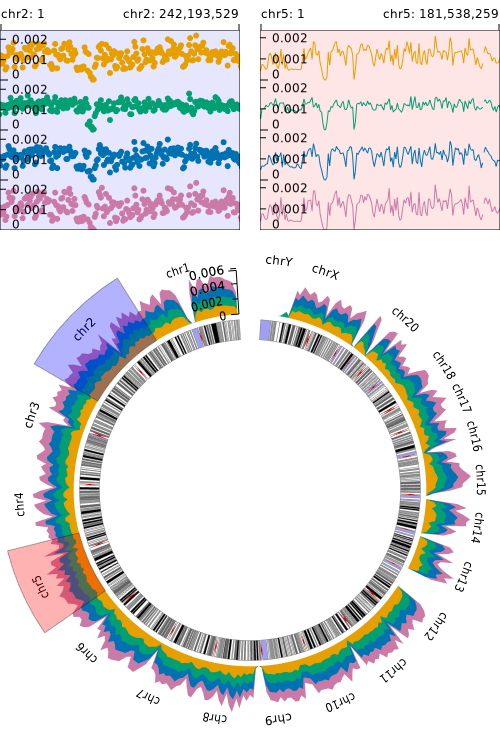 chr2: 1 chr2: 242,193,529
chr5: 1 chr5: 181,538,259
0.002
0.001
0
0.002
0.001
0
0.002
0.001
0
0.002
0.001
0
0.002
0.001
0
0.002
0.001
0
0.002
0.001
0
0.002
0.001
0
chrY
chrX
chr1
0.006
0.004
0.002
0
chr2
chr20
chr18
chr17
chr16
chr15
chr14
chr13
chr12
chr11
chr10
chr9
chr8
chr7
chr6
chr5
chr4
chr3